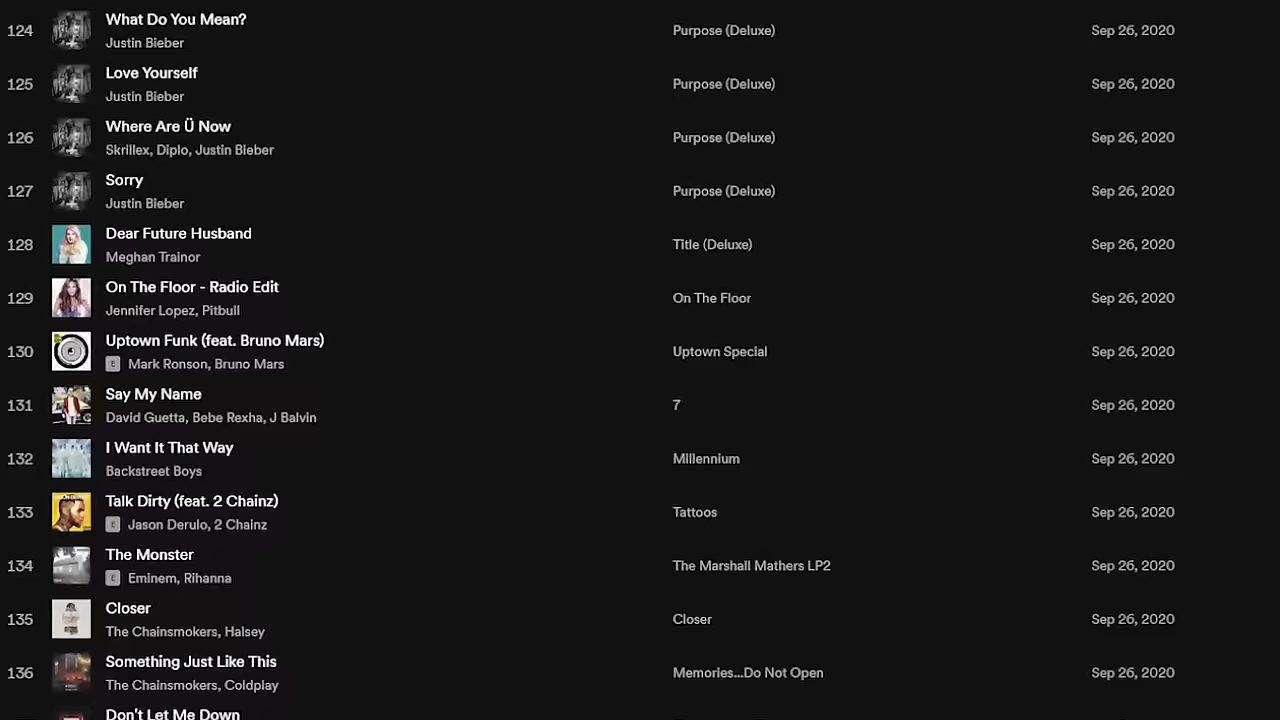 124
What Do You Mean?
Justin Bieber
Purpose (Deluxe)
Sep 26, 2020
125
Love Yourself
Justin Bieber
Purpose (Deluxe)
Sep 26, 2020
126
Where Are Ü Now
Skrillex, Diplo, Justin Bieber
Purpose (Deluxe)
Sep 26, 2020
127
Sorry
Justin Bieber
Purpose (Deluxe)
Sep 26, 2020
128
Dear Future Husband
Meghan Trainor
Title (Deluxe)
Sep 26, 2020
129
On The Floor - Radio Edit
Jennifer Lopez, Pitbull
On The Floor
Sep 26, 2020
130
Uptown Funk (feat. Bruno Mars)
E Mark Ronson, Bruno Mars
Uptown Special
Sep 26, 2020
131
Say My Name
David Guetta, Bebe Rexha, J Balvin
7
Sep 26, 2020
132
I Want It That Way
Backstreet Boys
Millennium
Sep 26, 2020
133
Talk Dirty (feat. 2 Chainz)
E Jason Derulo, 2 Chainz
Tattoos
Sep 26, 2020
134
The Monster
E Eminem, Rihanna
The Marshall Mathers LP2
Sep 26, 2020
135
Closer
The Chainsmokers, Halsey
Closer
Sep 26, 2020
136
Something Just Like This
The Chainsmokers, Coldplay
Memories...Do Not Open
Sep 26, 2020
Don't Let Me Down